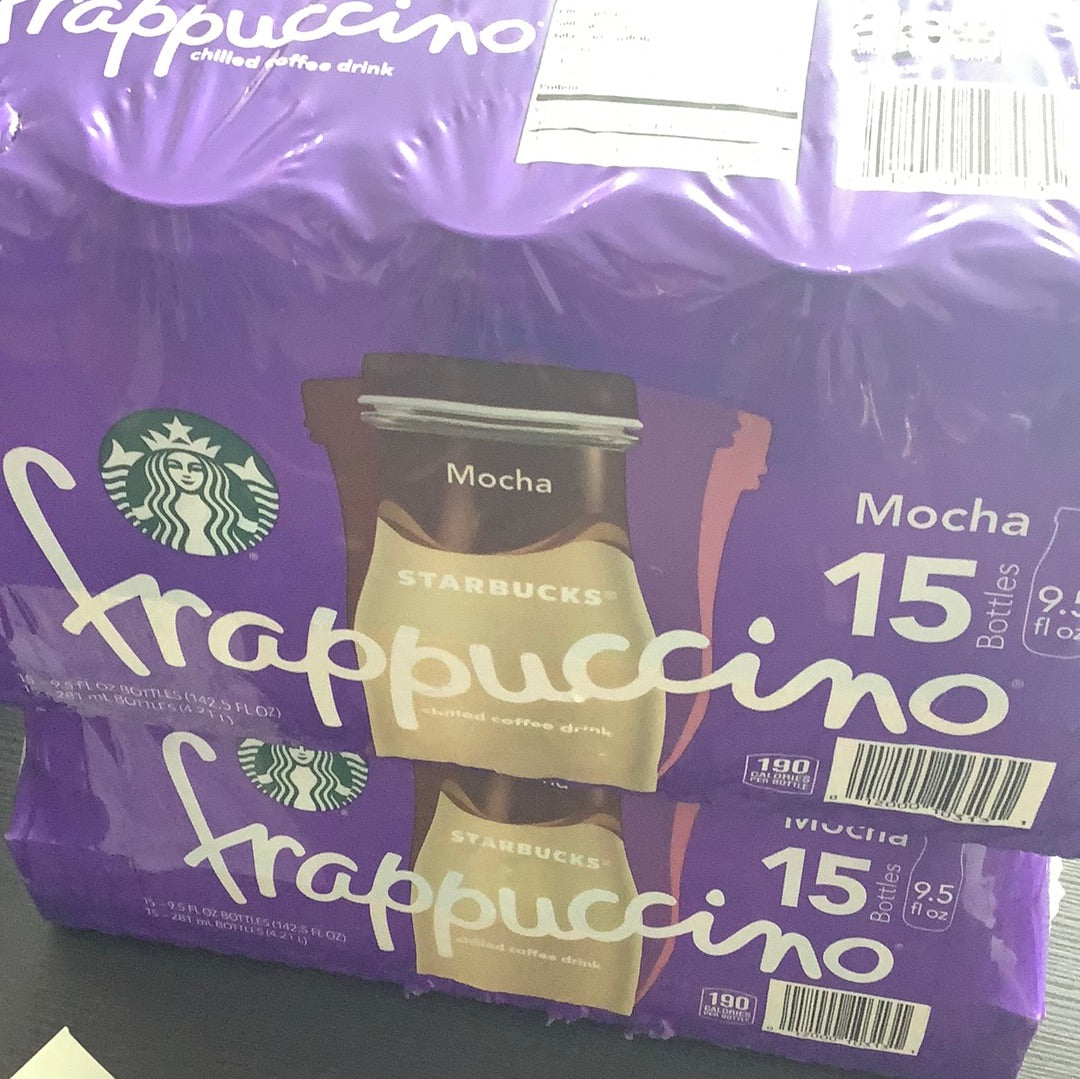 frappuccino
chilled coffee drink
Protein
Mocha
STARBUCKS®
frappuccino®
chilled coffee drink
Mocha
15
Bottles
9.5
fl oz
15 - 9.5 FL OZ BOTTLES (142.5 FL OZ)
15 - 281 mL BOTTLES (4.21 L)
190
CALORIES
PER BOTTLE
Mocha
STARBUCKS®
frappuccino
chilled coffee drink
15
Bottles
9.5
fl oz
15 - 9.5 FL OZ BOTTLES (142.5 FL OZ)
15 - 281 mL BOTTLES (4.21 L)
190
CALORIES
PER BOTTLE